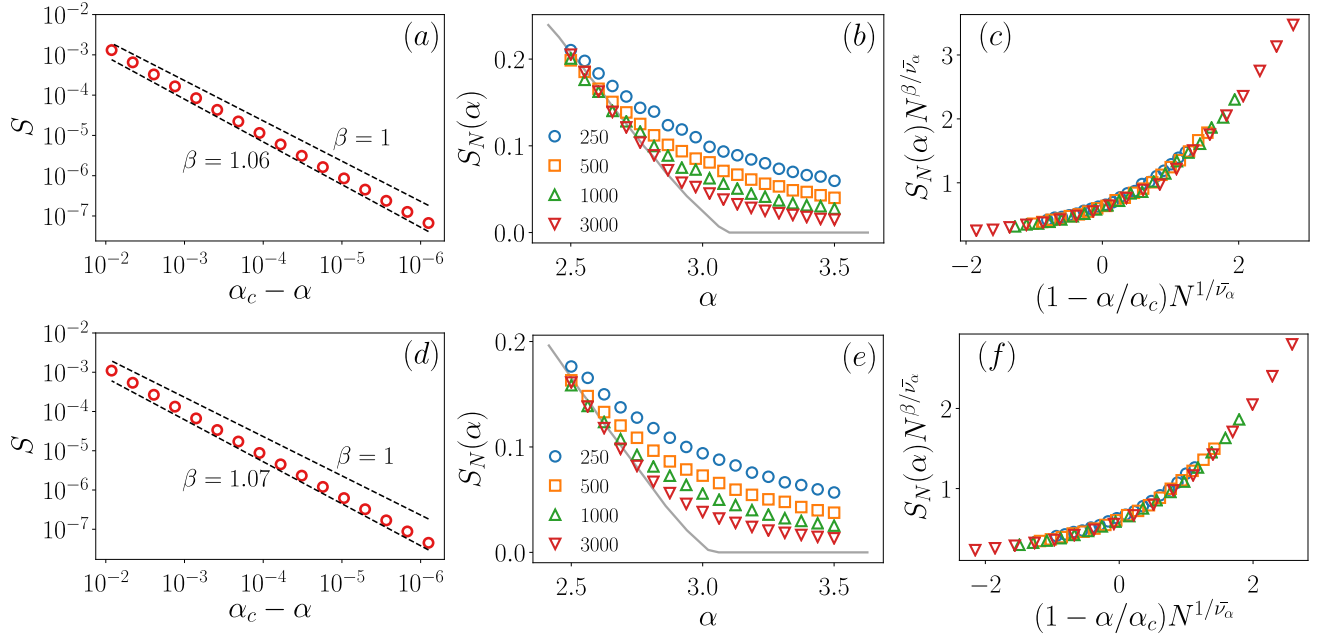 (a)
S
10⁻²
10⁻³
10⁻⁴
10⁻⁵
10⁻⁶
10⁻⁷
β = 1
β = 1.06
10⁻² 10⁻³ 10⁻⁴ 10⁻⁵ 10⁻⁶
α_c − α
(b)
S_N(α)
0.2
0.1
0.0
250
500
1000
3000
2.5 3.0 3.5
α
(c)
S_N(α)N^{β/ν̄_α}
3
2
1
−2 0 2
(1 − α/α_c)N^{1/ν̄_α}
(d)
S
10⁻²
10⁻³
10⁻⁴
10⁻⁵
10⁻⁶
10⁻⁷
β = 1
β = 1.07
10⁻² 10⁻³ 10⁻⁴ 10⁻⁵ 10⁻⁶
α_c − α
(e)
S_N(α)
0.2
0.1
0.0
250
500
1000
3000
2.5 3.0 3.5
α
(f)
S_N(α)N^{β/ν̄_α}
2
1
−2 0 2
(1 − α/α_c)N^{1/ν̄_α}